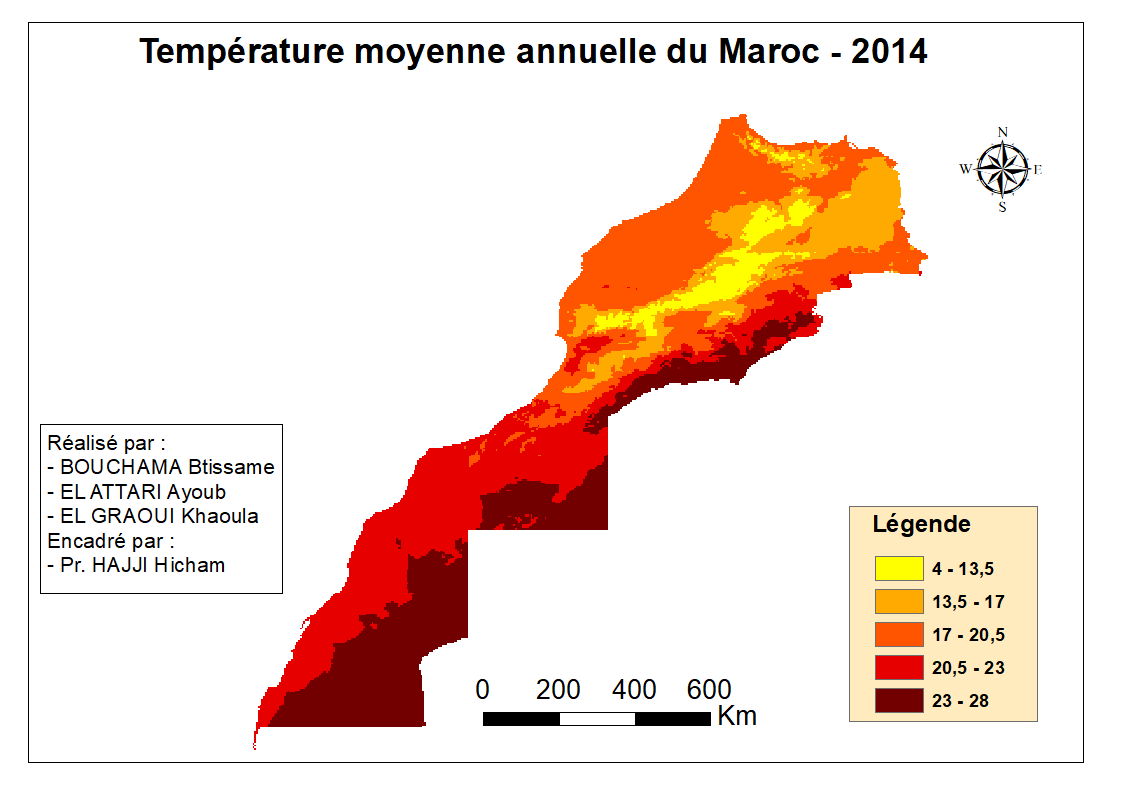 Température moyenne annuelle du Maroc - 2014
N
W E
S
Réalisé par :
- BOUCHAMA Btissame
- EL ATTARI Ayoub
- EL GRAOUI Khaoula
Encadré par :
- Pr. HAJJI Hicham
Légende
4 - 13,5
13,5 - 17
17 - 20,5
20,5 - 23
23 - 28
0 200 400 600
Km